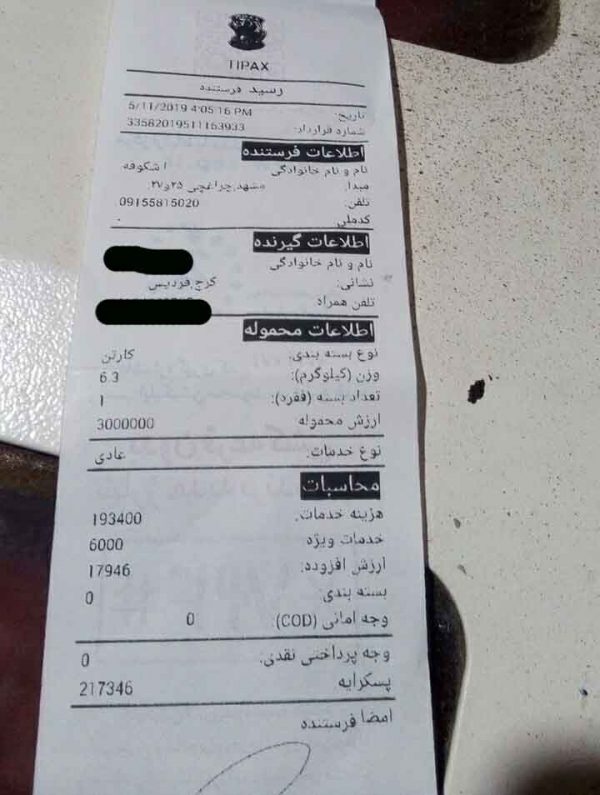 TIPAX
رسید فرستنده
تاریخ: 5/11/2019 4:05:16 PM
شماره قرارداد: 33582019511163933
اطلاعات فرستنده
نام و نام خانوادگی ا شکوفه
مبدا: مشهد,چراغچی ۲۵و۲۷
تلفن: 09155815020
کدملی .
اطلاعات گیرنده
نام و نام خانوادگی
نشانی: کرج,فردیس
تلفن همراه
اطلاعات محموله
نوع بسته بندی: کارتن
وزن (کیلوگرم): 6.3
تعداد بسته (فقره): 1
ارزش محموله 3000000
نوع خدمات: عادی
محاسبات
هزینه خدمات: 193400
خدمات ویژه 6000
ارزش افزوده: 17946
بسته بندی: 0
وجه امانی (COD): 0
وجه پرداختی نقدی: 0
پسکرایه 217346
امضا فرستنده